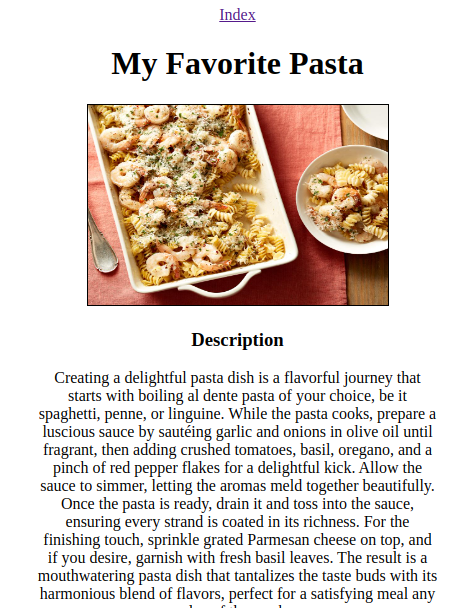 Index
My Favorite Pasta
Description
Creating a delightful pasta dish is a flavorful journey that
starts with boiling al dente pasta of your choice, be it
spaghetti, penne, or linguine. While the pasta cooks, prepare a
luscious sauce by sautéing garlic and onions in olive oil until
fragrant, then adding crushed tomatoes, basil, oregano, and a
pinch of red pepper flakes for a delightful kick. Allow the
sauce to simmer, letting the aromas meld together beautifully.
Once the pasta is ready, drain it and toss into the sauce,
ensuring every strand is coated in its richness. For the
finishing touch, sprinkle grated Parmesan cheese on top, and
if you desire, garnish with fresh basil leaves. The result is a
mouthwatering pasta dish that tantalizes the taste buds with its
harmonious blend of flavors, perfect for a satisfying meal any